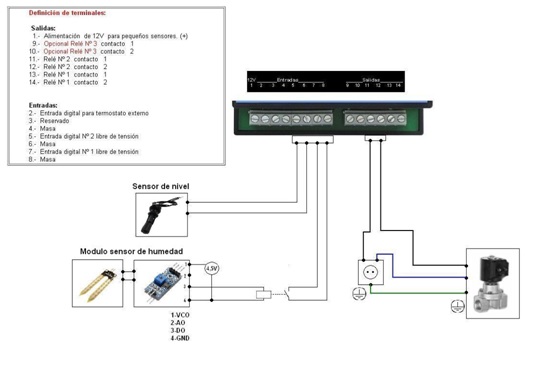 Definición de terminales:
Salidas:
1.- Alimentación de 12V para pequeños sensores. (+)
9.- Opcional Relé Nº 3 contacto 1
10.- Opcional Relé Nº 3 contacto 2
11.- Relé Nº 2 contacto 1
12.- Relé Nº 2 contacto 2
13.- Relé Nº 1 contacto 1
14.- Relé Nº 1 contacto 2
Entradas:
2.- Entrada digital para termostato externo
3.- Reservado
4.- Masa
5.- Entrada digital Nº 2 libre de tensión
6.- Masa
7.- Entrada digital Nº 1 libre de tensión
8.- Masa
12V Entradas Salidas
1 2 3 4 5 6 7 8 9 10 11 12 13 14
Sensor de nivel
Modulo sensor de humedad
4,5V
1
2
3
4
1-VCO
2-AO
3-DO
4-GND